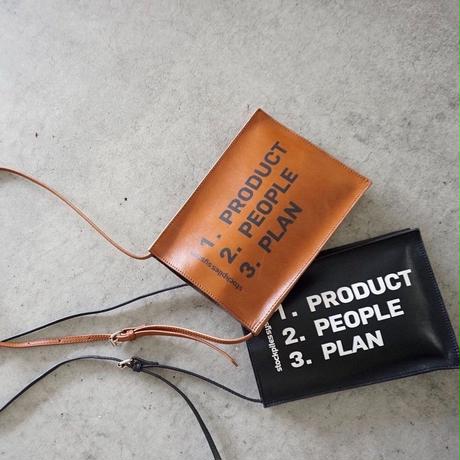 1. PRODUCT
2. PEOPLE
3. PLAN
1. PRODUCT
2. PEOPLE
3. PLAN